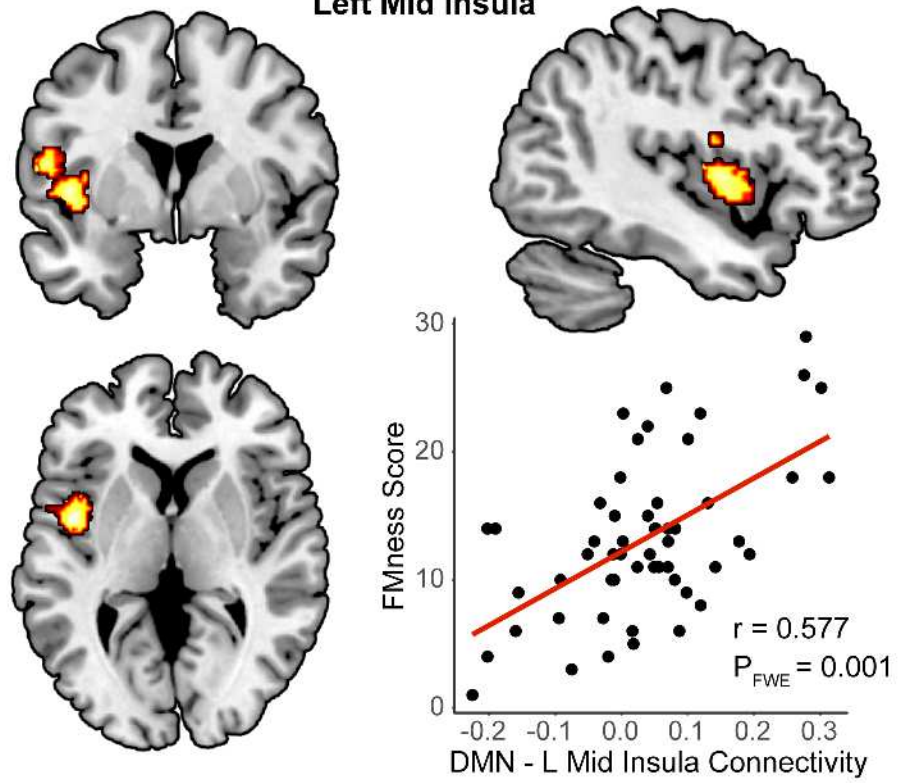 Left Mid Insula
30
20
10
0
FMness Score
r = 0.577
P_FWE = 0.001
-0.2 -0.1 0.0 0.1 0.2 0.3
DMN - L Mid Insula Connectivity